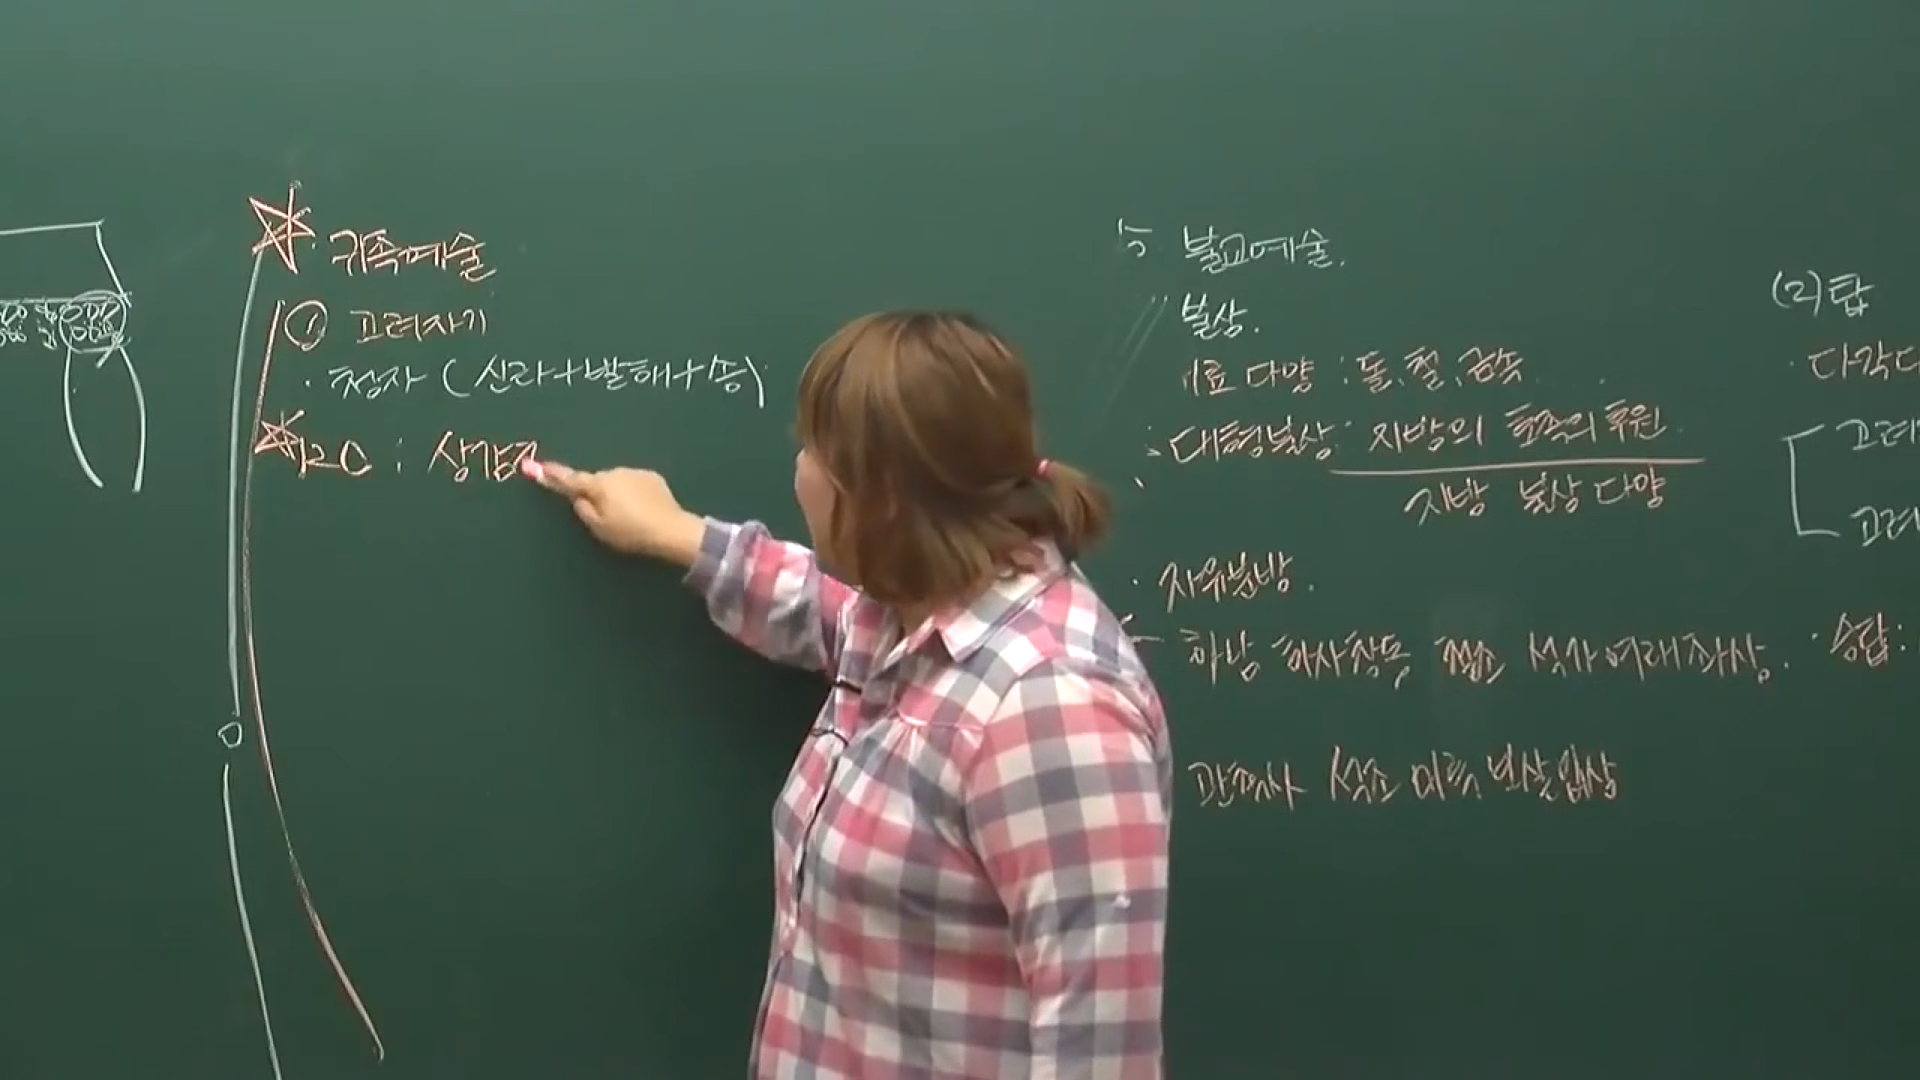 귀족예술
① 고려자기
· 청자 (신라+발해+송)
12C : 상감
불교예술.
불상.
다양 : 돌, 철, 금속.
대형불상 : 지방의 호족의 후원
지방 불상 다양
· 자유분방.
하남 하사창동 철조 석가여래좌상.
관촉사 석조 미륵보살입상
(2) 탑
· 다각다
고려
고려
· 승탑 :